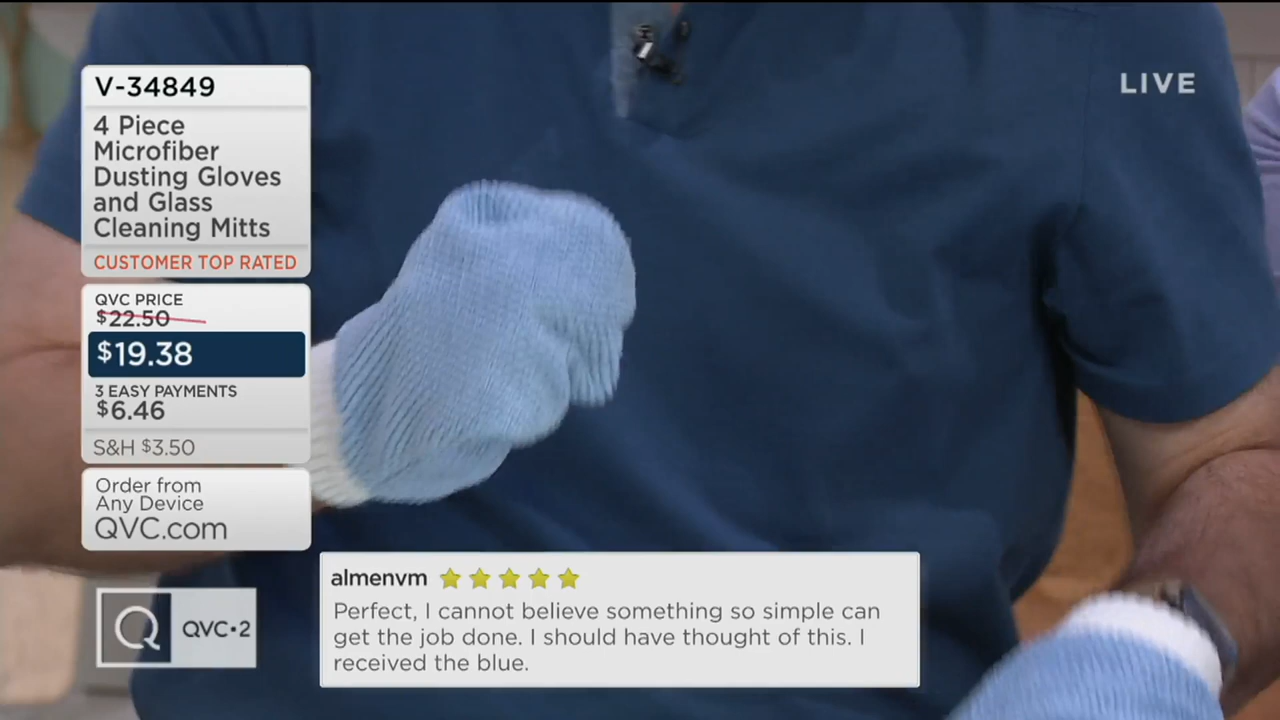 V-34849
4 Piece
Microfiber
Dusting Gloves
and Glass
Cleaning Mitts
CUSTOMER TOP RATED
QVC PRICE
$22.50
$19.38
3 EASY PAYMENTS
$6.46
S&H $3.50
Order from
Any Device
QVC.com
Q QVC•2
LIVE
almenvm
Perfect, I cannot believe something so simple can
get the job done. I should have thought of this. I
received the blue.